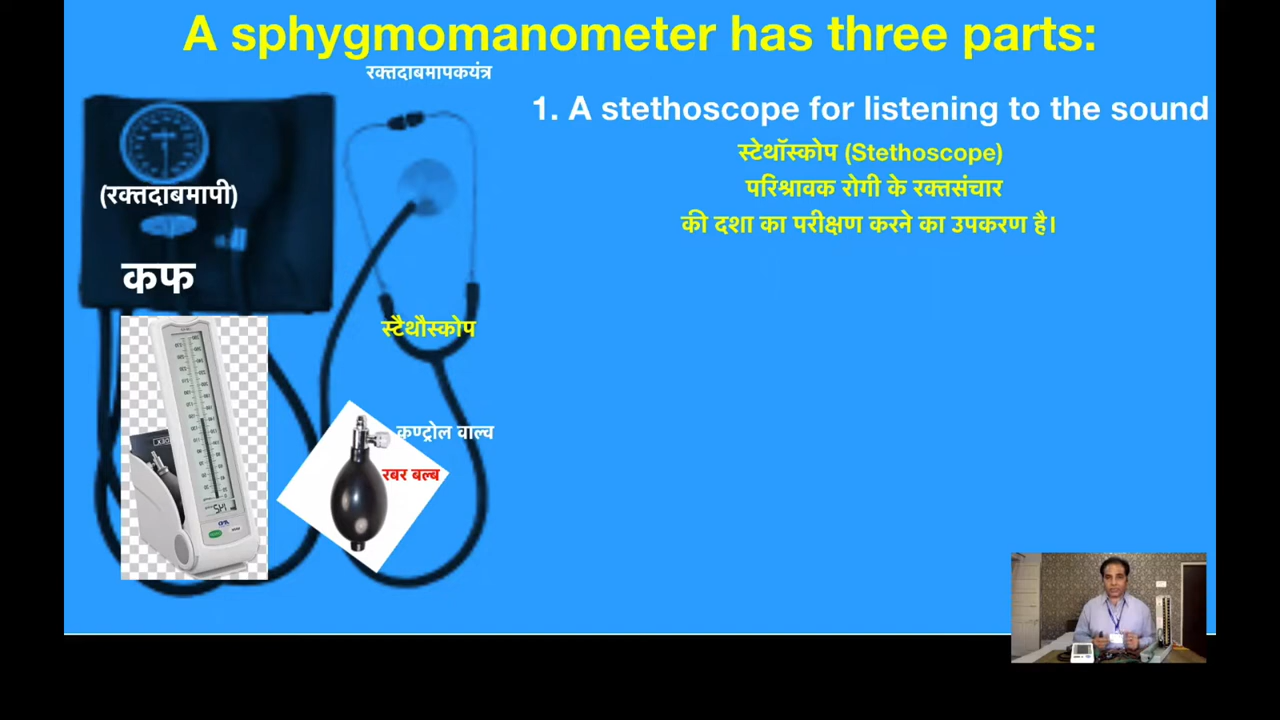 A sphygmomanometer has three parts:
रक्तदाबमापकयंत्र
1. A stethoscope for listening to the sound
स्टेथॉस्कोप (Stethoscope)
परिश्रावक रोगी के रक्तसंचार
की दशा का परीक्षण करने का उपकरण है।
(रक्तदाबमापी)
कफ
स्टैथौस्कोप
कण्ट्रोल वाल्व
रबर बल्ब